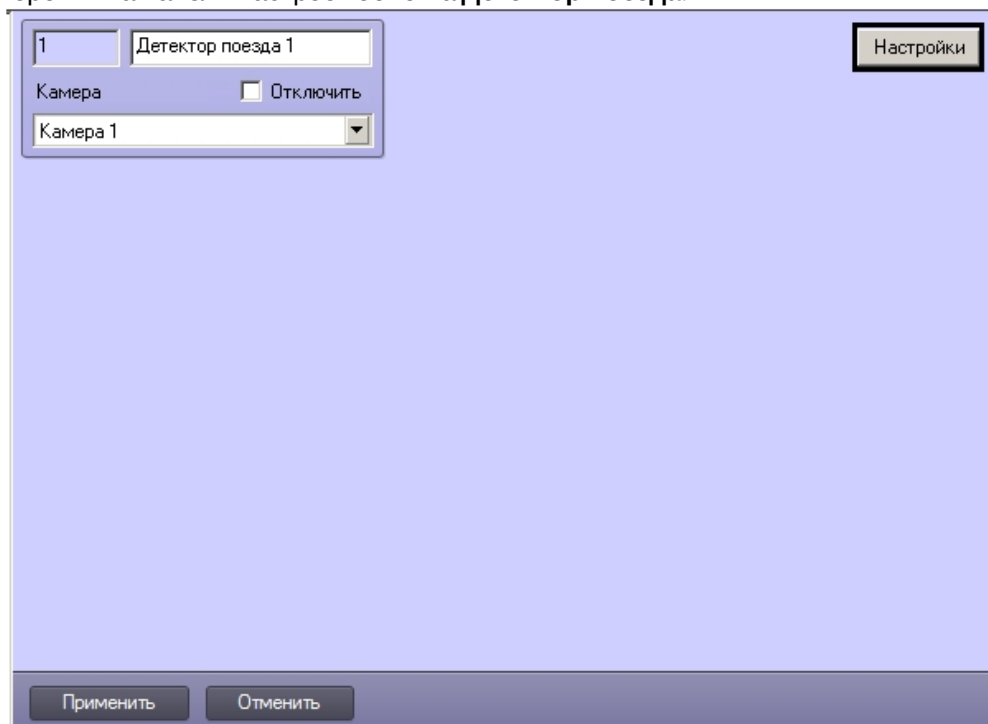 1
Детектор поезда 1
Настройки
Камера
Отключить
Камера 1
Применить
Отменить